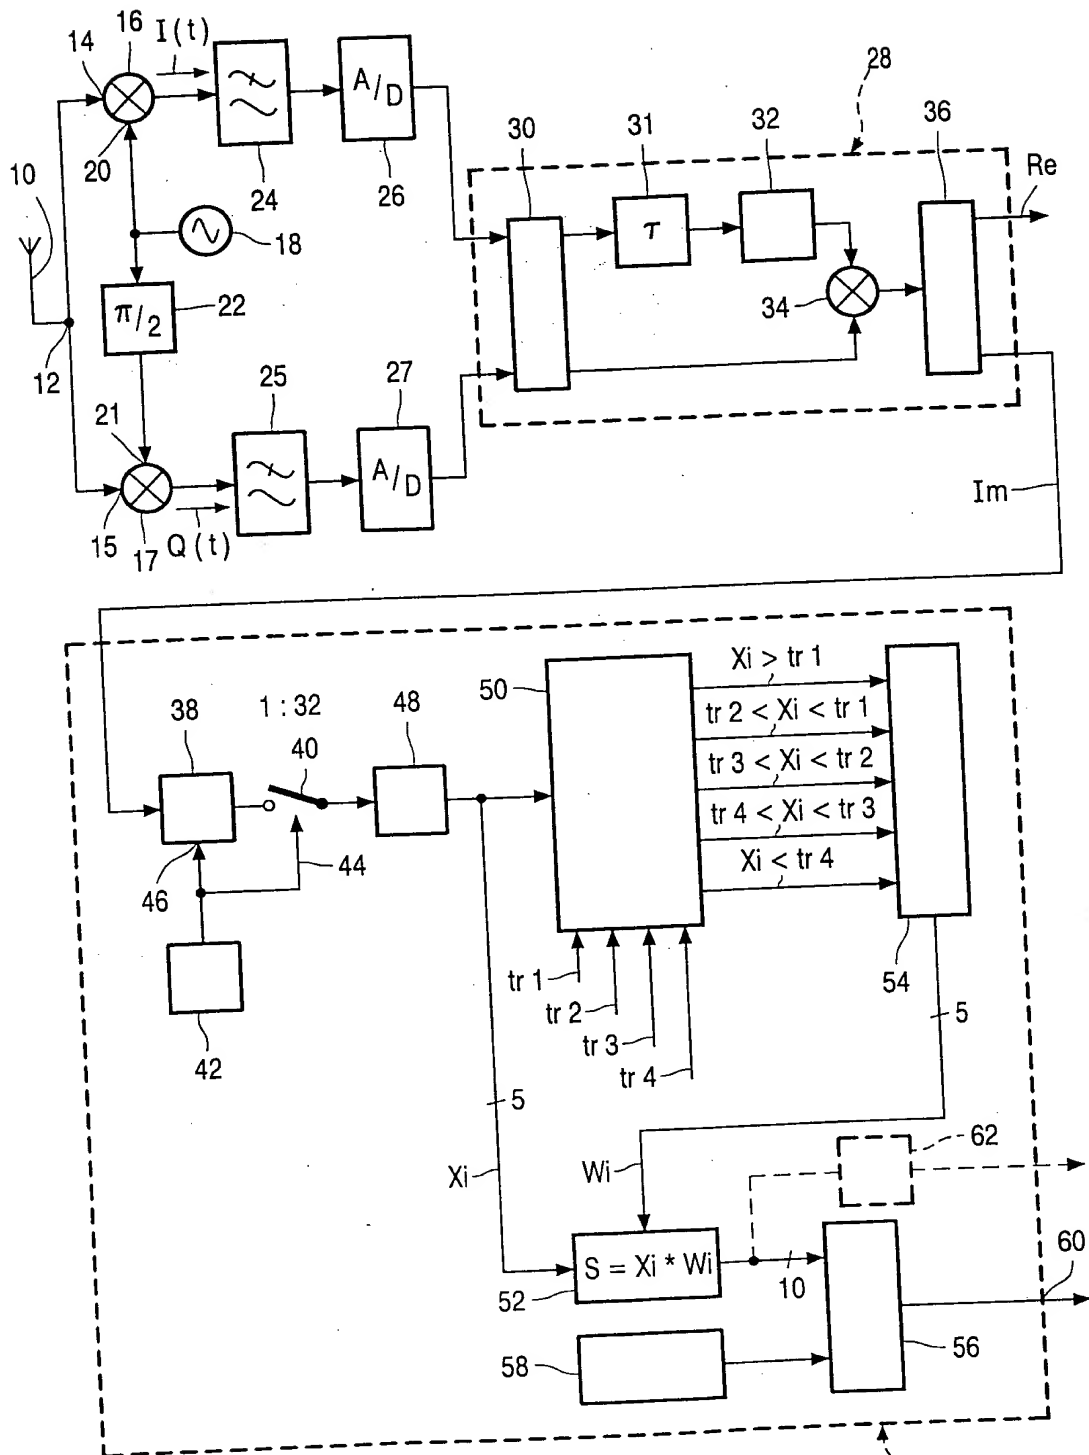 16
I(t)
14
A/D
28
30
31
32
36
Re
10
20
24
26
τ
18
π/2
22
34
12
25
27
21
A/D
Im
15
17
Q(t)
Xi > tr 1
50
tr 2 < Xi < tr 1
38
1 : 32
48
40
tr 3 < Xi < tr 2
tr 4 < Xi < tr 3
Xi < tr 4
44
46
tr 1
54
tr 2
5
tr 3
42
tr 4
5
62
Xi
Wi
60
S = Xi * Wi
10
52
56
58